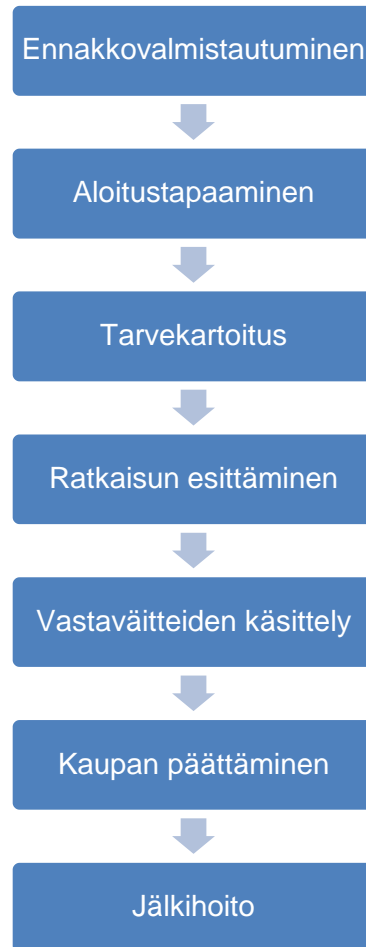 Ennakkovalmistautuminen
Aloitustapaaminen
Tarvekartoitus
Ratkaisun esittäminen
Vastaväitteiden käsittely
Kaupan päättäminen
Jälkihoito